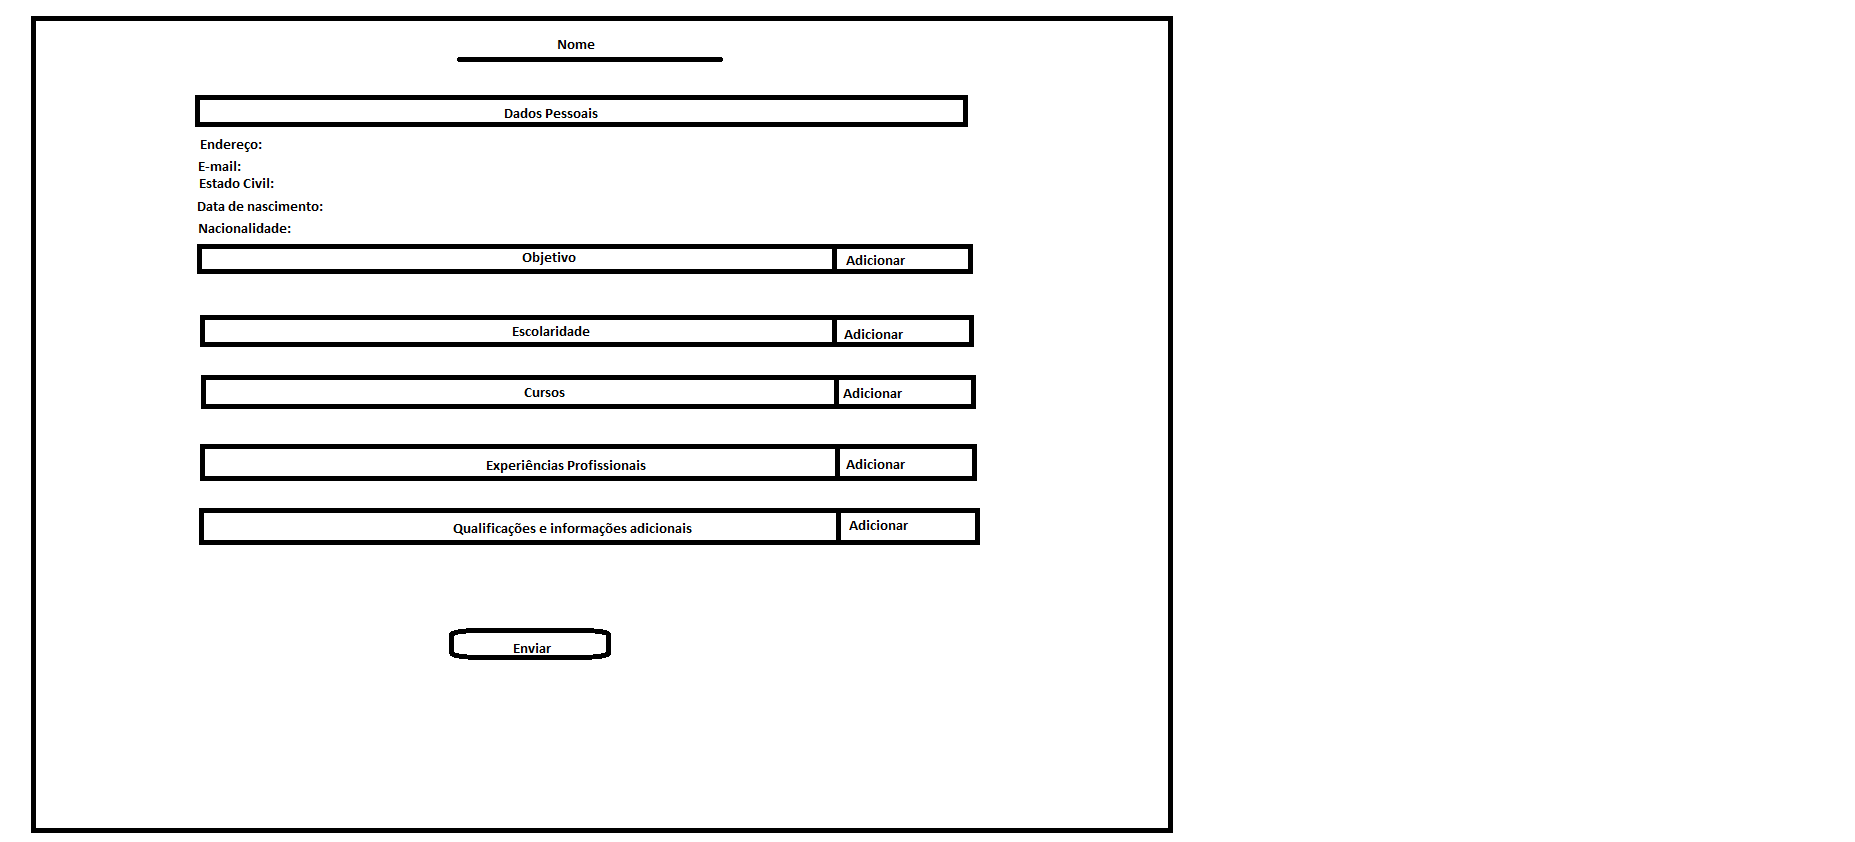 Nome
Dados Pessoais
Endereço:
E-mail:
Estado Civil:
Data de nascimento:
Nacionalidade:
Objetivo Adicionar
Escolaridade Adicionar
Cursos Adicionar
Experiências Profissionais Adicionar
Qualificações e informações adicionais Adicionar
Enviar